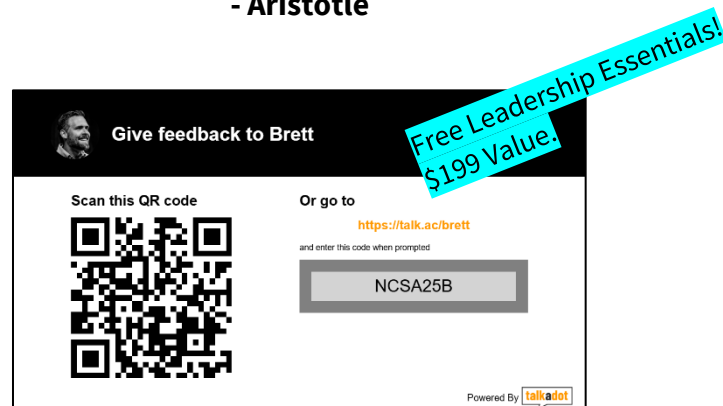 - Aristotle
Free Leadership Essentials!
$199 Value.
Give feedback to Brett
Scan this QR code
Or go to
https://talk.ac/brett
and enter this code when prompted
NCSA25B
Powered By talkadot